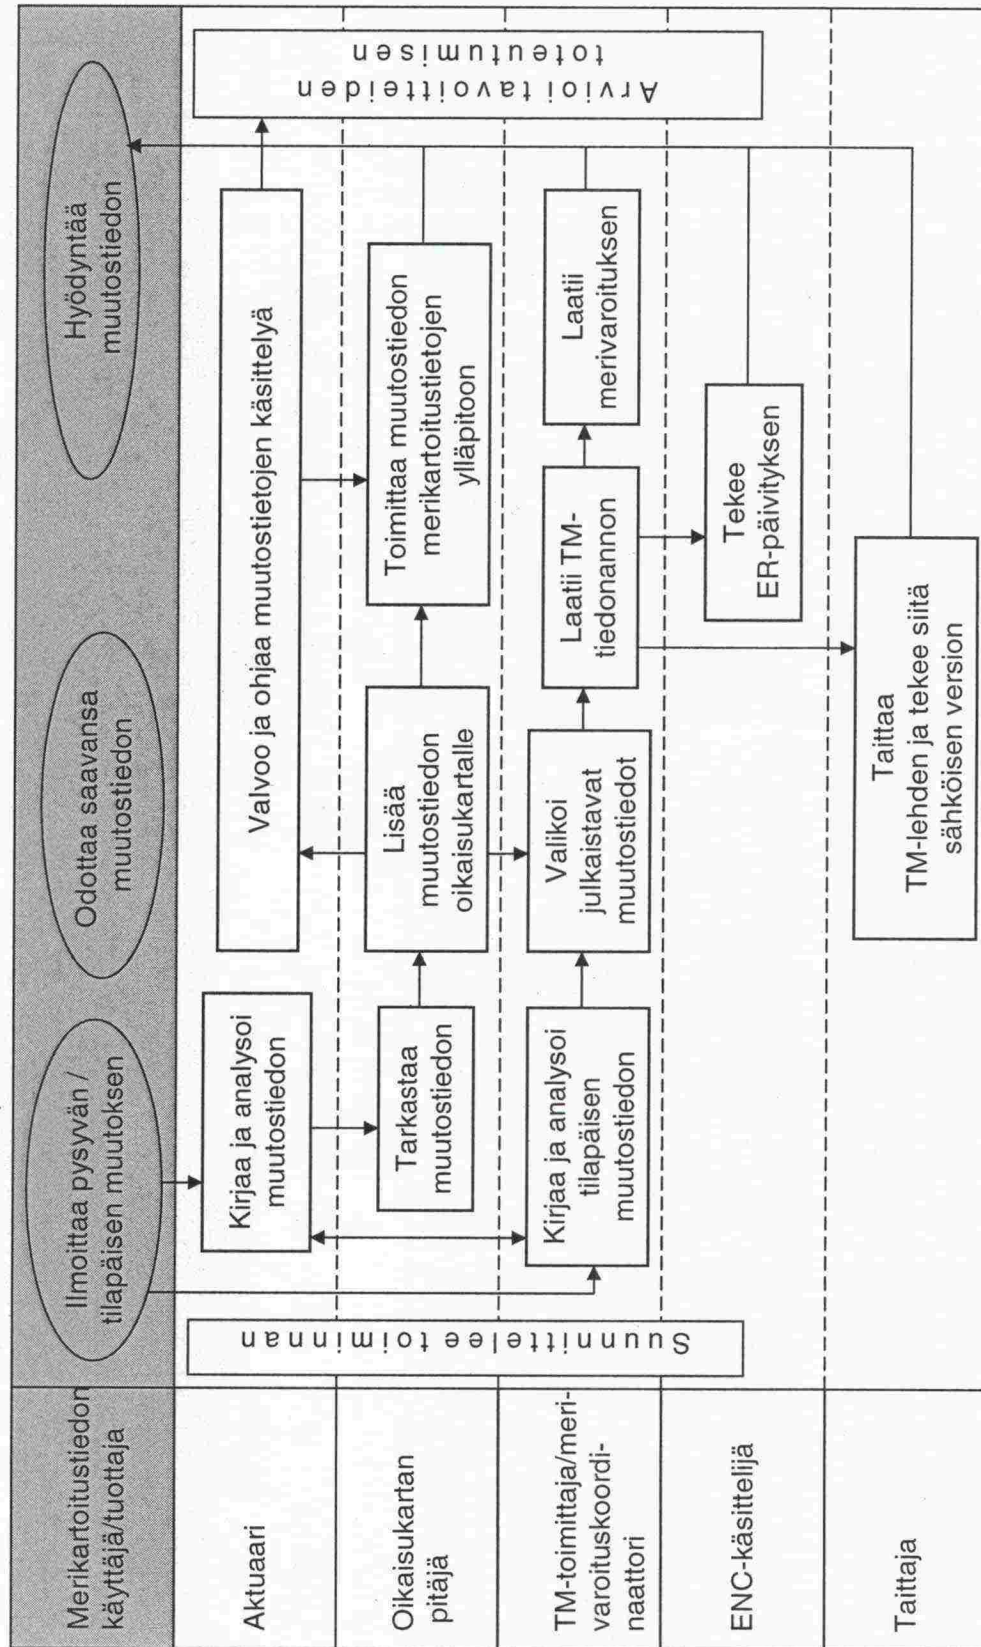 Merikartoitustiedon
käyttäjä/tuottaja
Ilmoittaa pysyvän /
tilapäisen muutoksen
Odottaa saavansa
muutostiedon
Hyödyntää
muutostiedon
Aktuaari
Suunnittelee toiminnan
Kirjaa ja analysoi
muutostiedon
Valvoo ja ohjaa muutostietojen käsittelyä
Arvioi tavoitteiden
toteutumisen
Oikaisukartan
pitäjä
Tarkastaa
muutostiedon
Lisää
muutostiedon
oikaisukartalle
Toimittaa muutostiedon
merikartoitustietojen
ylläpitoon
TM-toimittaja/meri-
varoituskoordi-
naattori
Kirjaa ja analysoi
tilapäisen
muutostiedon
Valikoi
julkaistavat
muutostiedot
Laatii TM-
tiedonannon
Laatii
merivaroituksen
ENC-käsittelijä
Tekee
ER-päivityksen
Taittaja
Taittaa
TM-lehden ja tekee siitä
sähköisen version